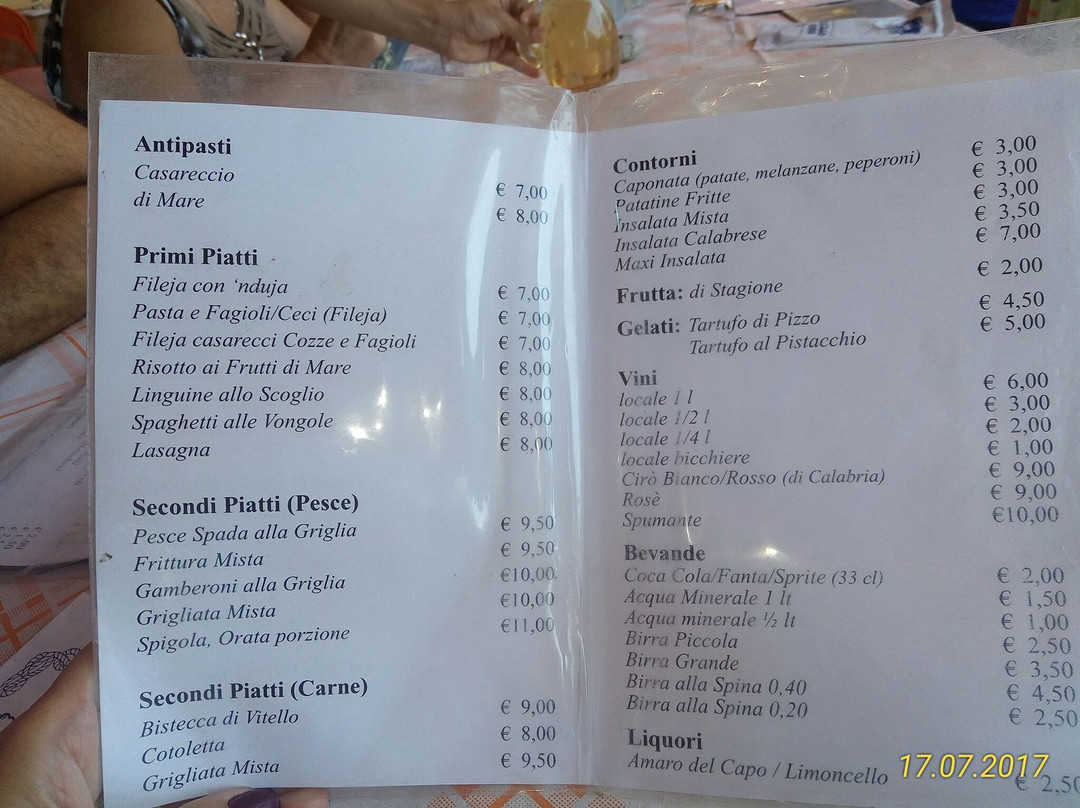 Antipasti
Casareccio € 7,00
di Mare € 8,00
Primi Piatti
Fileja con ‘nduja € 7,00
Pasta e Fagioli/Ceci (Fileja) € 7,00
Fileja casarecci Cozze e Fagioli € 7,00
Risotto ai Frutti di Mare € 8,00
Linguine allo Scoglio € 8,00
Spaghetti alle Vongole € 8,00
Lasagna € 8,00
Secondi Piatti (Pesce)
Pesce Spada alla Griglia € 9,50
Frittura Mista € 9,50
Gamberoni alla Griglia €10,00
Grigliata Mista €10,00
Spigola, Orata porzione €11,00
Secondi Piatti (Carne)
Bistecca di Vitello € 9,00
Cotoletta € 8,00
Grigliata Mista € 9,50
Contorni
Caponata (patate, melanzane, peperoni) € 3,00
Patatine Fritte € 3,00
Insalata Mista € 3,00
Insalata Calabrese € 3,50
Maxi Insalata € 7,00
Frutta: di Stagione € 2,00
Gelati: Tartufo di Pizzo € 4,50
Tartufo al Pistacchio € 5,00
Vini
locale 1 l € 6,00
locale 1/2 l € 3,00
locale 1/4 l € 2,00
locale bicchiere € 1,00
Cirò Bianco/Rosso (di Calabria) € 9,00
Rosè € 9,00
Spumante €10,00
Bevande
Coca Cola/Fanta/Sprite (33 cl) € 2,00
Acqua Minerale 1 lt € 1,50
Acqua minerale ½ lt € 1,00
Birra Piccola € 2,50
Birra Grande € 3,50
Birra alla Spina 0,40 € 4,50
Birra alla Spina 0,20 € 2,50
Liquori
Amaro del Capo / Limoncello € 2,50
17.07.2017